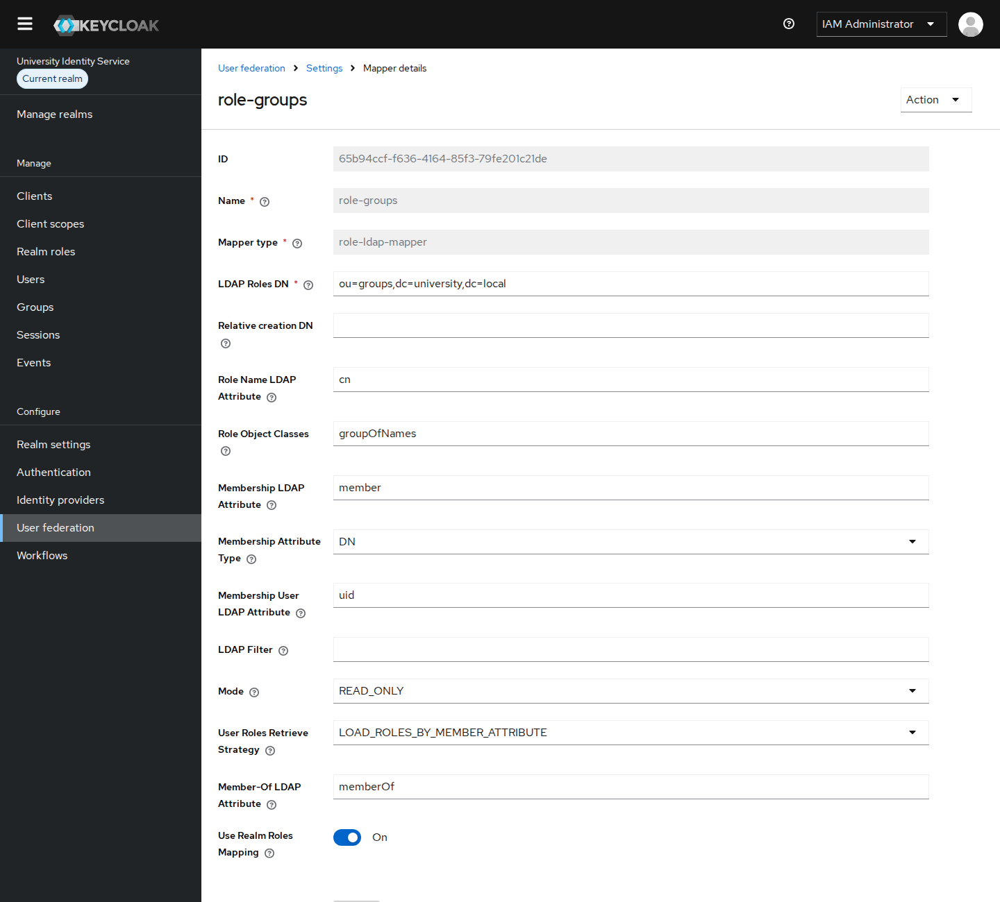 KEYCLOAK
IAM Administrator
University Identity Service
Current realm
Manage realms
Manage
Clients
Client scopes
Realm roles
Users
Groups
Sessions
Events
Configure
Realm settings
Authentication
Identity providers
User federation
Workflows
User federation > Settings > Mapper details
role-groups
Action
ID
65b94ccf-f636-4164-85f3-79fe201c21de
Name *
role-groups
Mapper type *
role-ldap-mapper
LDAP Roles DN *
ou=groups,dc=university,dc=local
Relative creation DN
Role Name LDAP
Attribute
cn
Role Object Classes
groupOfNames
Membership LDAP
Attribute
member
Membership Attribute
Type
DN
Membership User
LDAP Attribute
uid
LDAP Filter
Mode
READ_ONLY
User Roles Retrieve
Strategy
LOAD_ROLES_BY_MEMBER_ATTRIBUTE
Member-Of LDAP
Attribute
memberOf
Use Realm Roles
Mapping
On